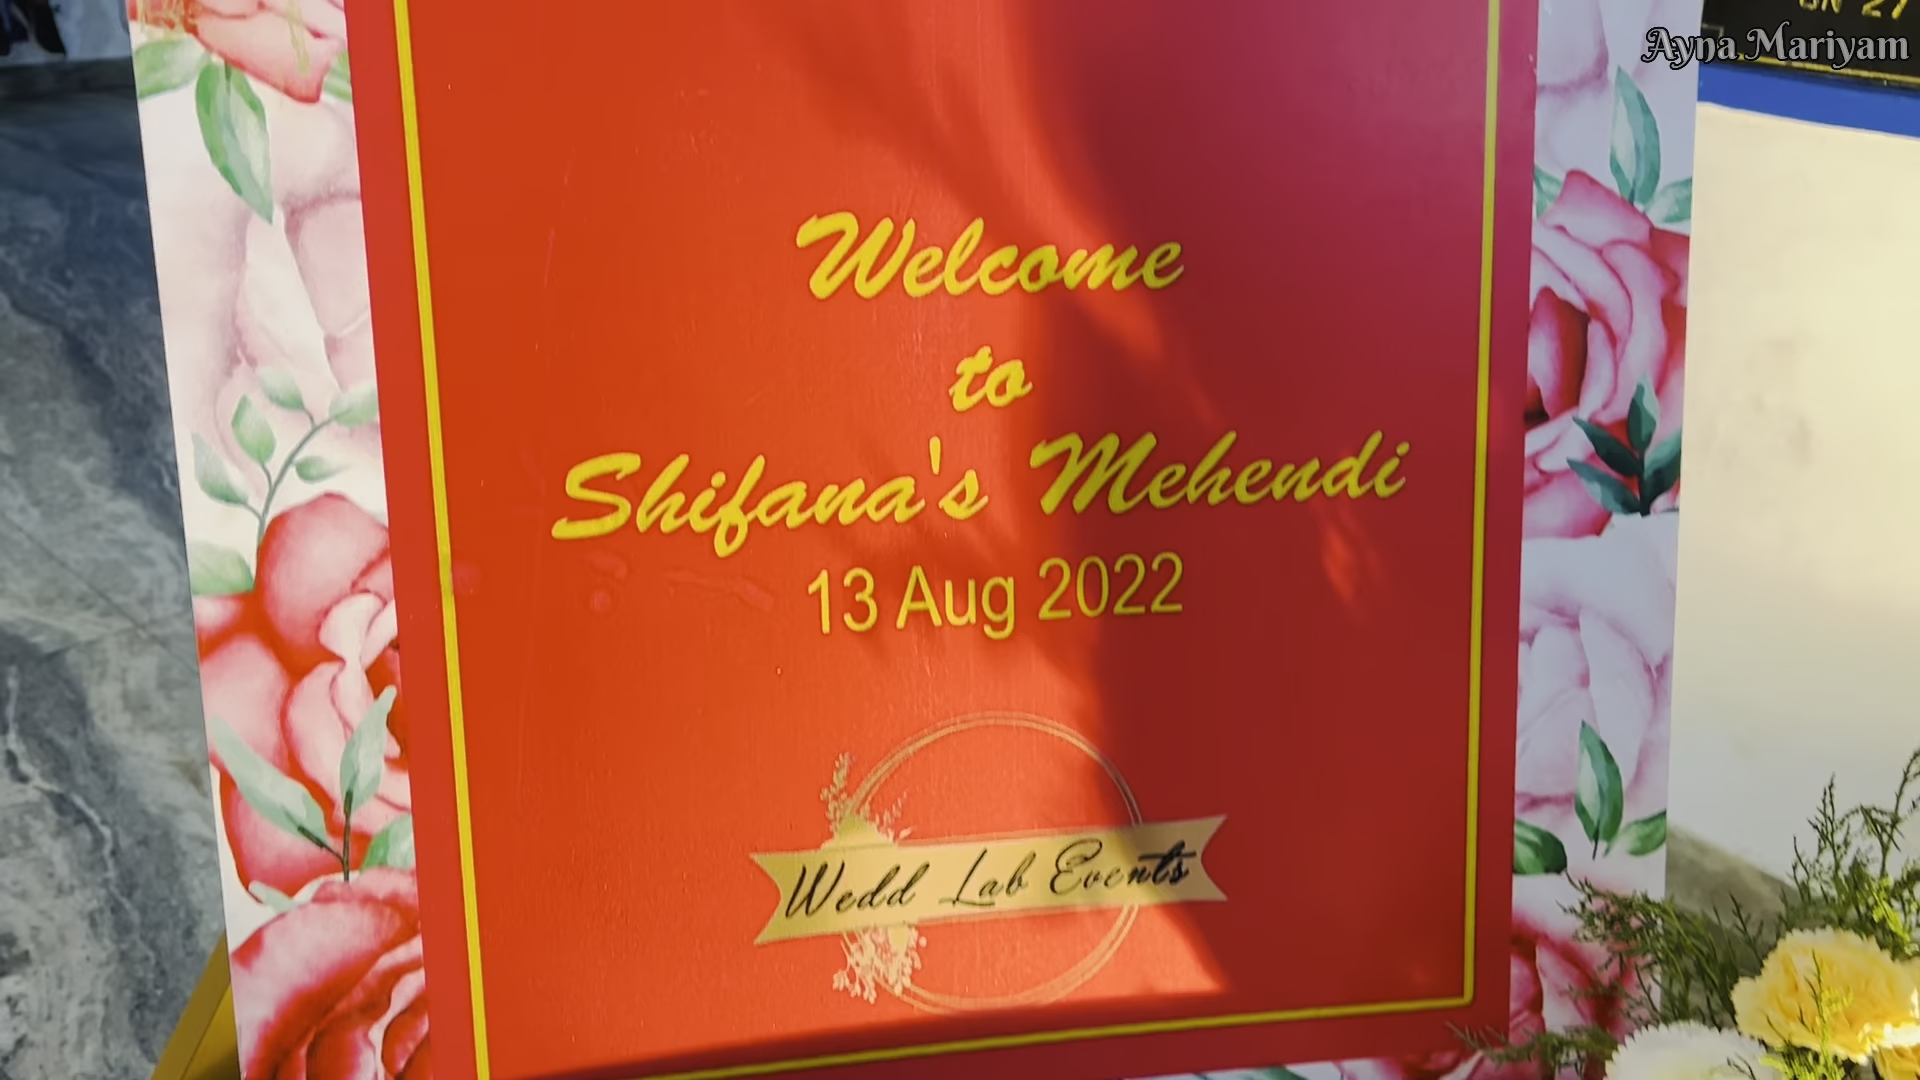 Ayna Mariyam
Welcome
to
Shifana's Mehendi
13 Aug 2022
Wedd Lab Events